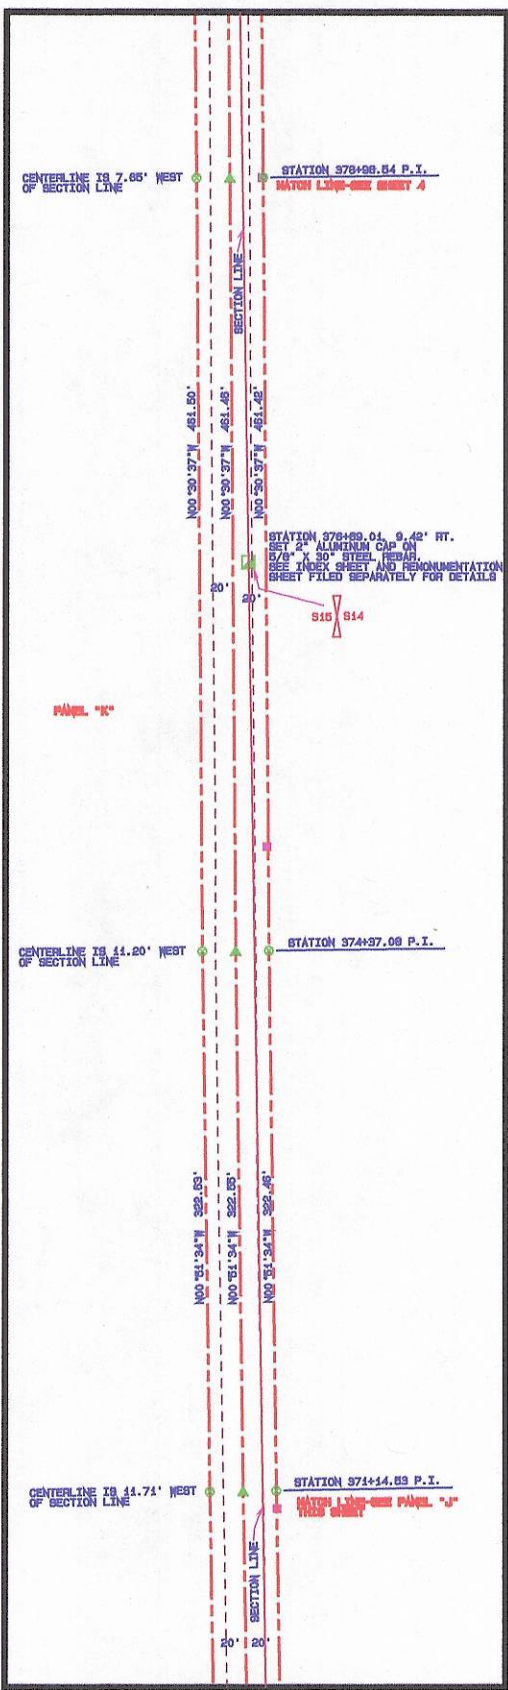 CENTERLINE IS 7.65' WEST
OF SECTION LINE
STATION 378+98.54 P.I.
MATCH LINE-SEE SHEET 4
SECTION LINE
N00°30'37"W 461.50'
N00°30'37"W 461.46'
N00°30'37"W 461.42'
STATION 376+69.01, 9.42' RT.
SET 2" ALUMINUM CAP ON
5/8" X 30" STEEL REBAR.
SEE INDEX SHEET AND REMONUMENTATION
SHEET FILED SEPARATELY FOR DETAILS
20'
20'
S15 S14
PANEL "K"
CENTERLINE IS 11.20' WEST
OF SECTION LINE
STATION 374+37.08 P.I.
N00°51'34"W 322.63'
N00°51'34"W 322.55'
N00°51'34"W 322.46'
CENTERLINE IS 11.71' WEST
OF SECTION LINE
STATION 371+14.53 P.I.
MATCH LINE-SEE PANEL "J"
THIS SHEET
SECTION LINE
20' 20'